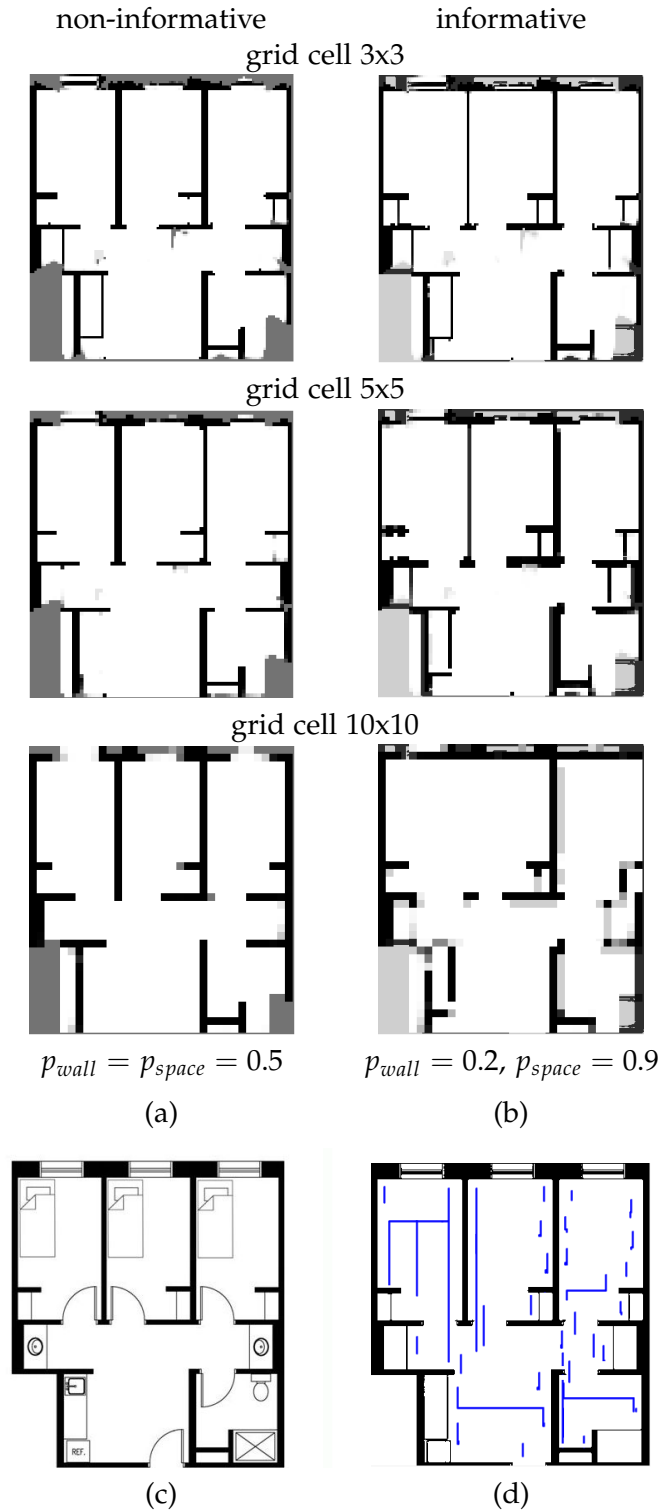 non-informative informative
grid cell 3x3
grid cell 5x5
grid cell 10x10
p_wall = p_space = 0.5 p_wall = 0.2, p_space = 0.9
(a) (b)
REF.
(c) (d)